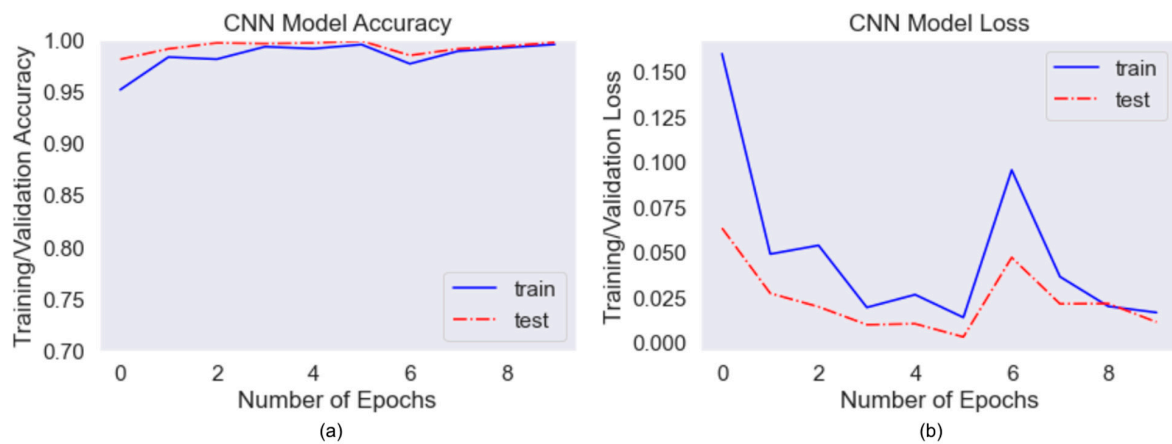 CNN Model Accuracy
Training/Validation Accuracy
1.00
0.95
0.90
0.85
0.80
0.75
0.70
train
test
0 2 4 6 8
Number of Epochs
(a)
CNN Model Loss
Training/Validation Loss
0.150
0.125
0.100
0.075
0.050
0.025
0.000
train
test
0 2 4 6 8
Number of Epochs
(b)